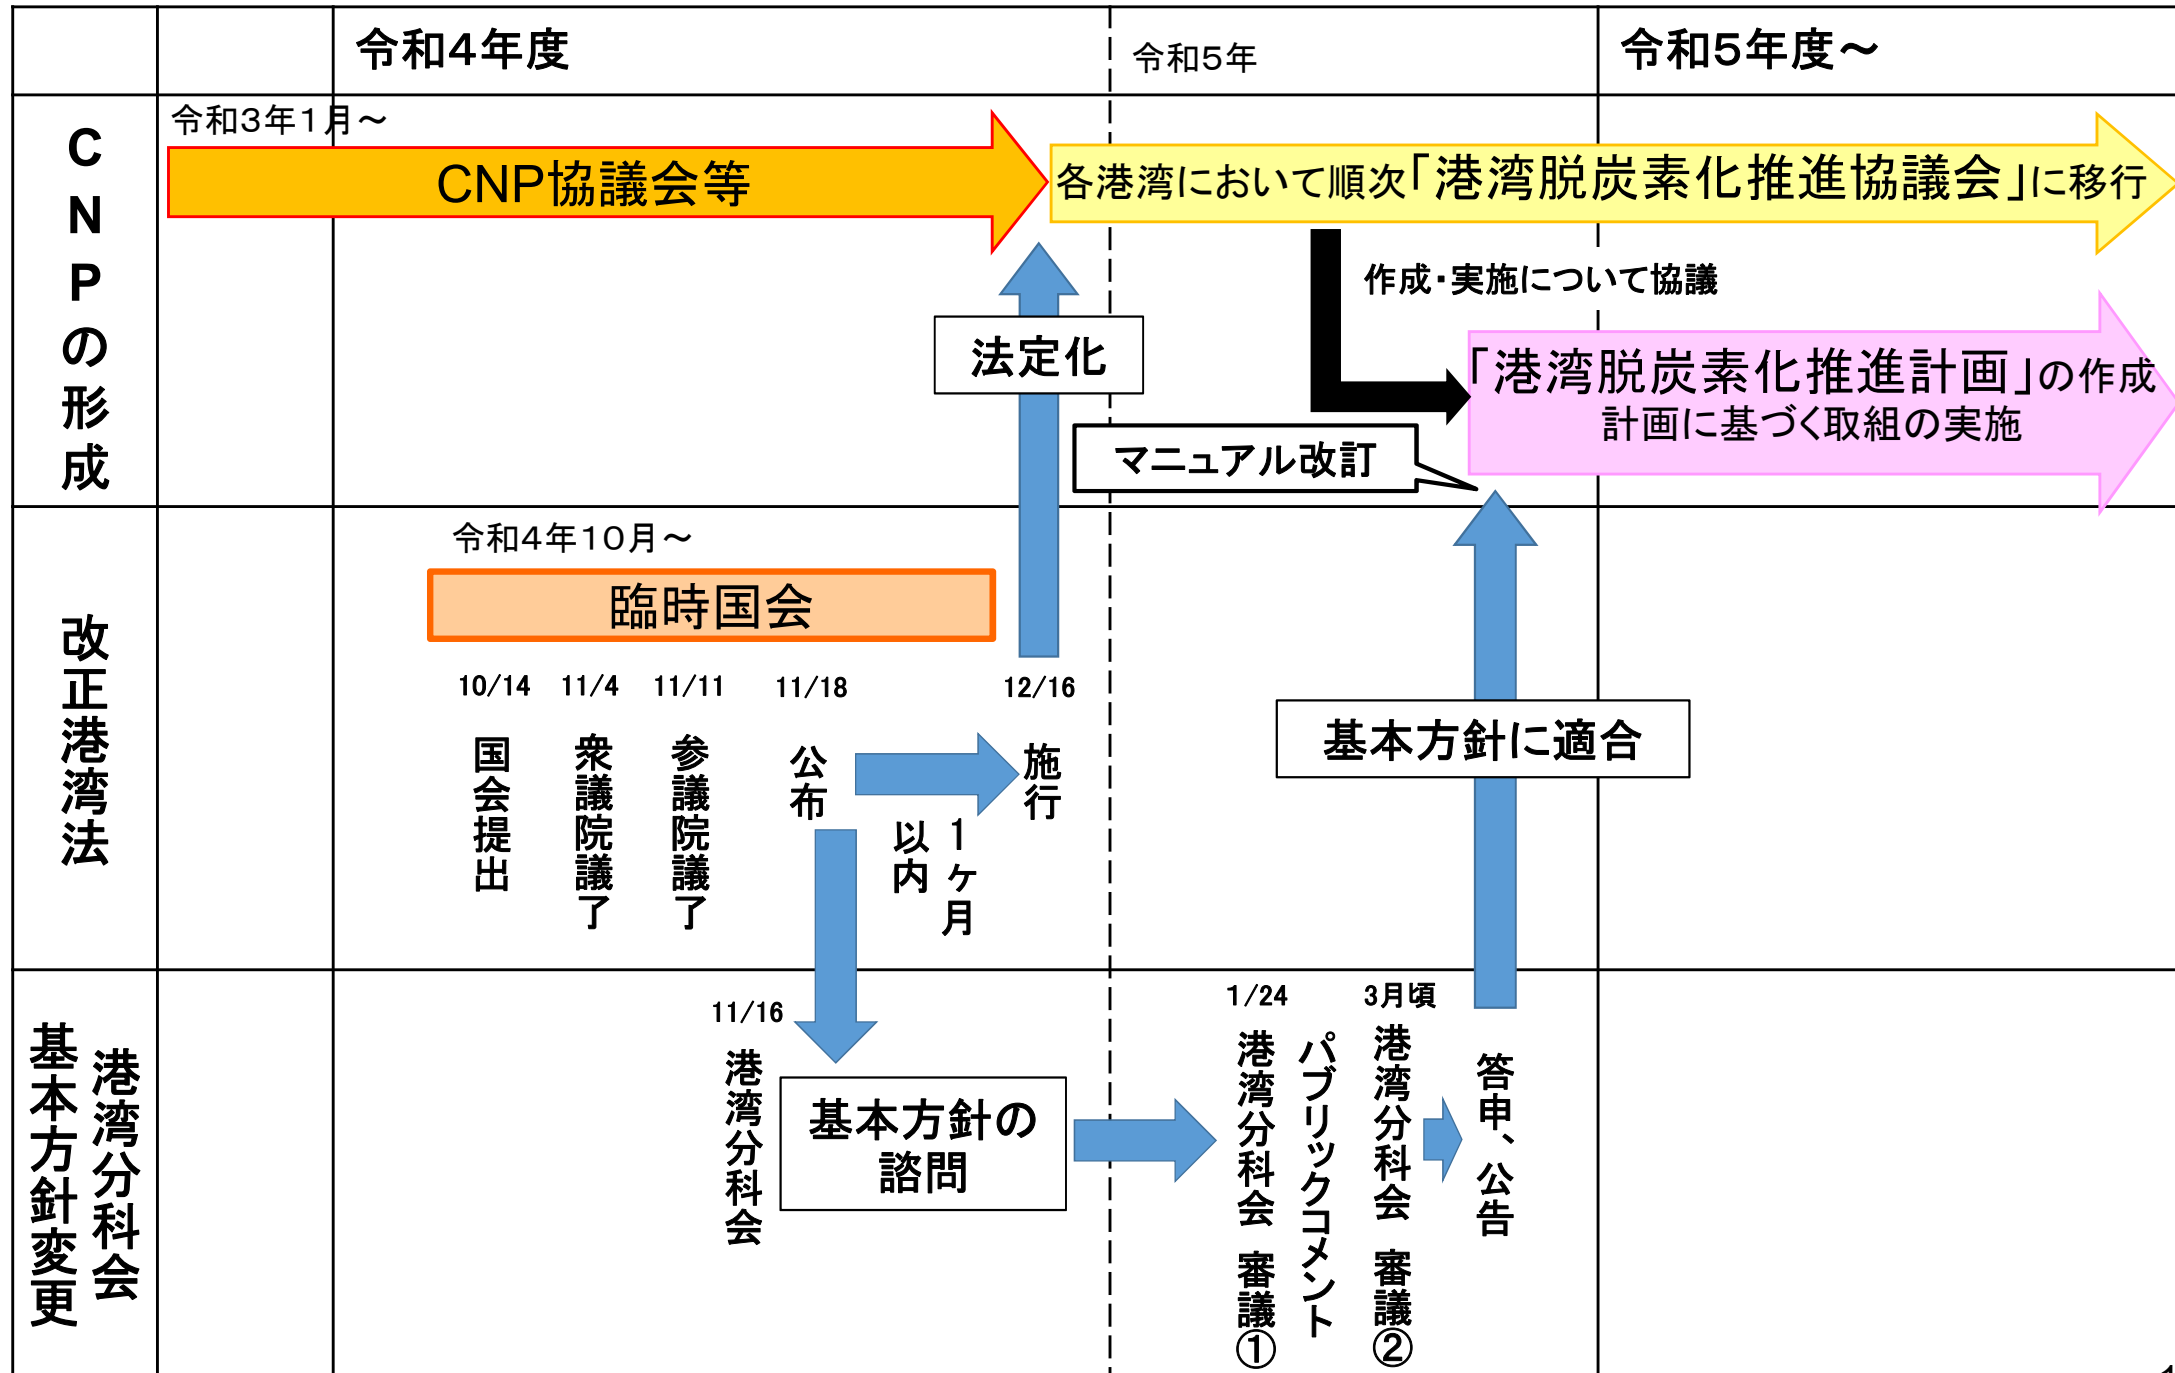 令和４年度
令和５年
令和５年度～
CNPの形成
令和３年１月～
CNP協議会等
各港湾において順次「港湾脱炭素化推進協議会」に移行
作成・実施について協議
法定化
「港湾脱炭素化推進計画」の作成
計画に基づく取組の実施
マニュアル改訂
改正港湾法
令和４年１０月～
臨時国会
10/14
国会提出
11/4
衆議院議了
11/11
参議院議了
11/18
公布
１ヶ月
以内
12/16
施行
基本方針に適合
港湾分科会
基本方針変更
11/16
港湾分科会
基本方針の
諮問
1/24
港湾分科会 審議①
パブリックコメント
3月頃
港湾分科会 審議②
答申、公告